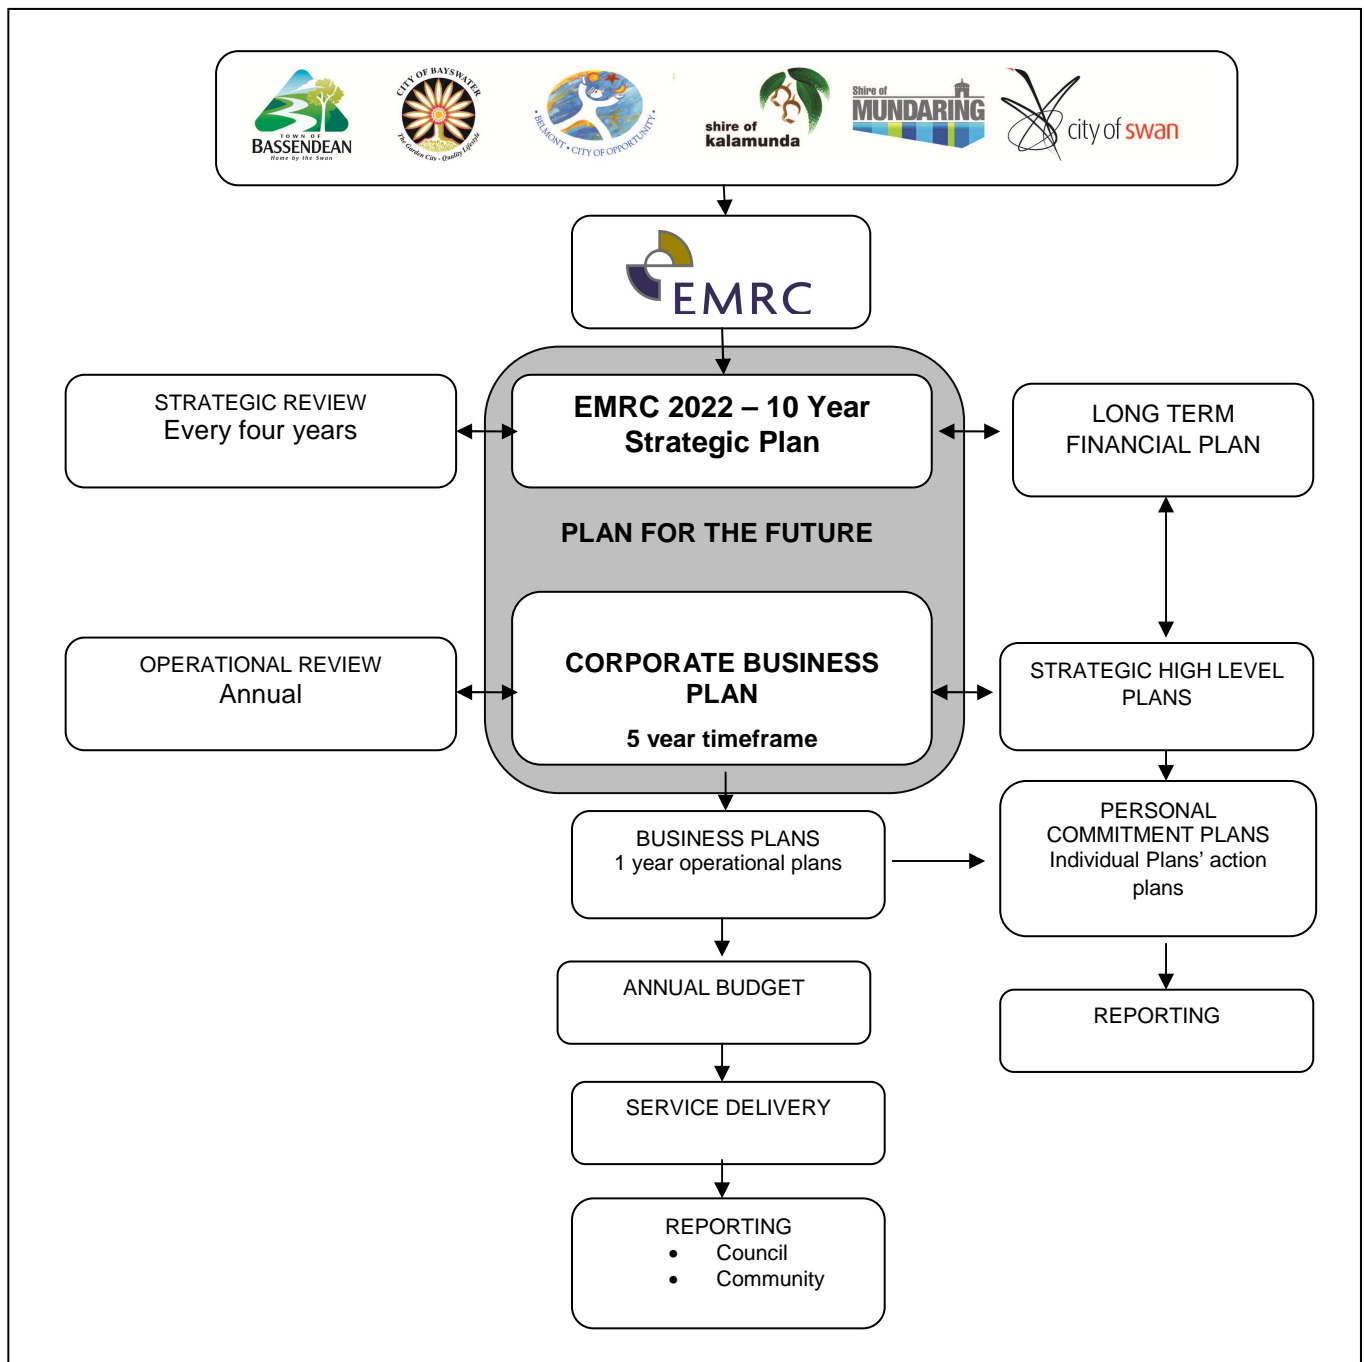 TOWN OF
BASSENDEAN
Home by the Swan
CITY OF BAYSWATER
The Garden City - Quality Lifestyle
• BELMONT • CITY OF OPPORTUNITY •
shire of
kalamunda
Shire of
MUNDARING
city of swan
EMRC
STRATEGIC REVIEW
Every four years
EMRC 2022 – 10 Year
Strategic Plan
LONG TERM
FINANCIAL PLAN
PLAN FOR THE FUTURE
OPERATIONAL REVIEW
Annual
CORPORATE BUSINESS
PLAN
5 year timeframe
STRATEGIC HIGH LEVEL
PLANS
BUSINESS PLANS
1 year operational plans
PERSONAL
COMMITMENT PLANS
Individual Plans’ action
plans
ANNUAL BUDGET
REPORTING
SERVICE DELIVERY
REPORTING
• Council
• Community